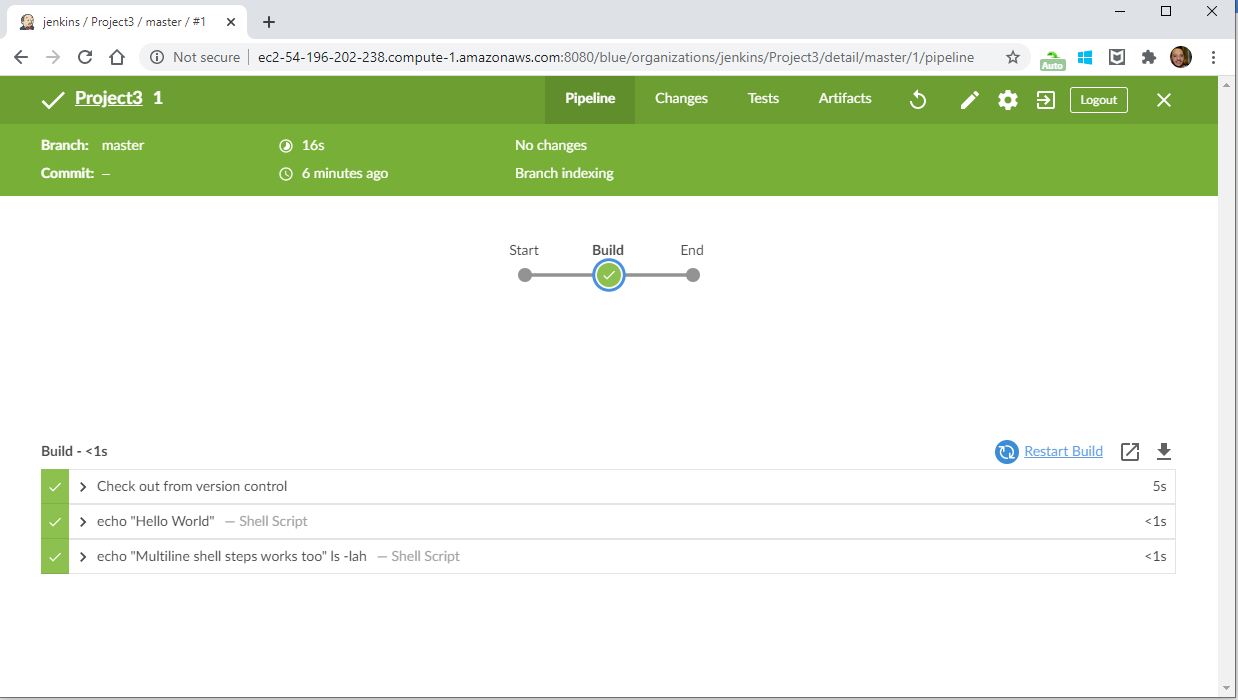 jenkins / Project3 / master / #1
Not secure ec2-54-196-202-238.compute-1.amazonaws.com:8080/blue/organizations/jenkins/Project3/detail/master/1/pipeline
Auto
Project3 1 Pipeline Changes Tests Artifacts Logout
Branch: master 16s No changes
Commit: – 6 minutes ago Branch indexing
Start Build End
Build - <1s Restart Build
Check out from version control 5s
echo "Hello World" — Shell Script <1s
echo "Multiline shell steps works too" ls -lah — Shell Script <1s